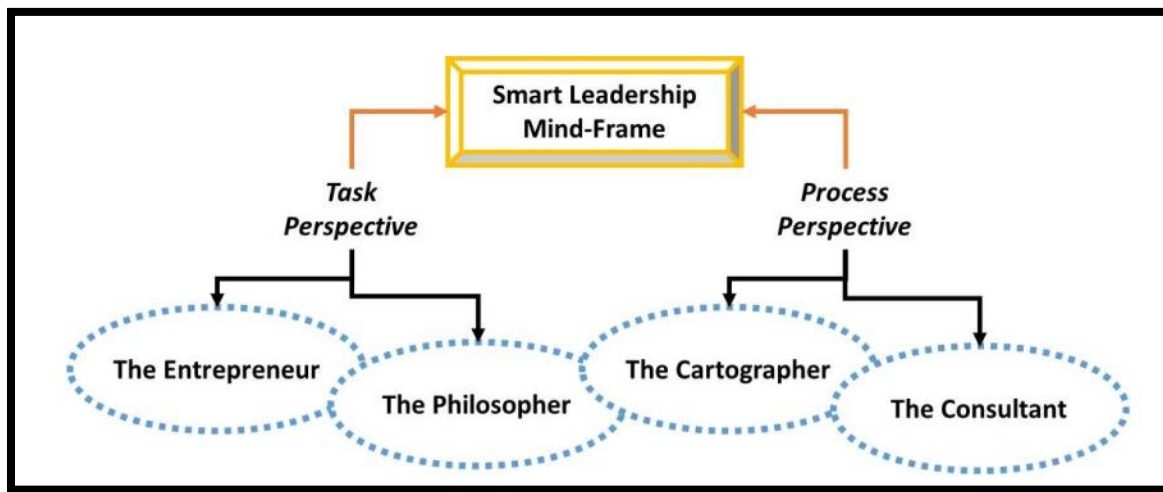 Smart Leadership
Mind-Frame
Task
Perspective
Process
Perspective
The Entrepreneur
The Philosopher
The Cartographer
The Consultant